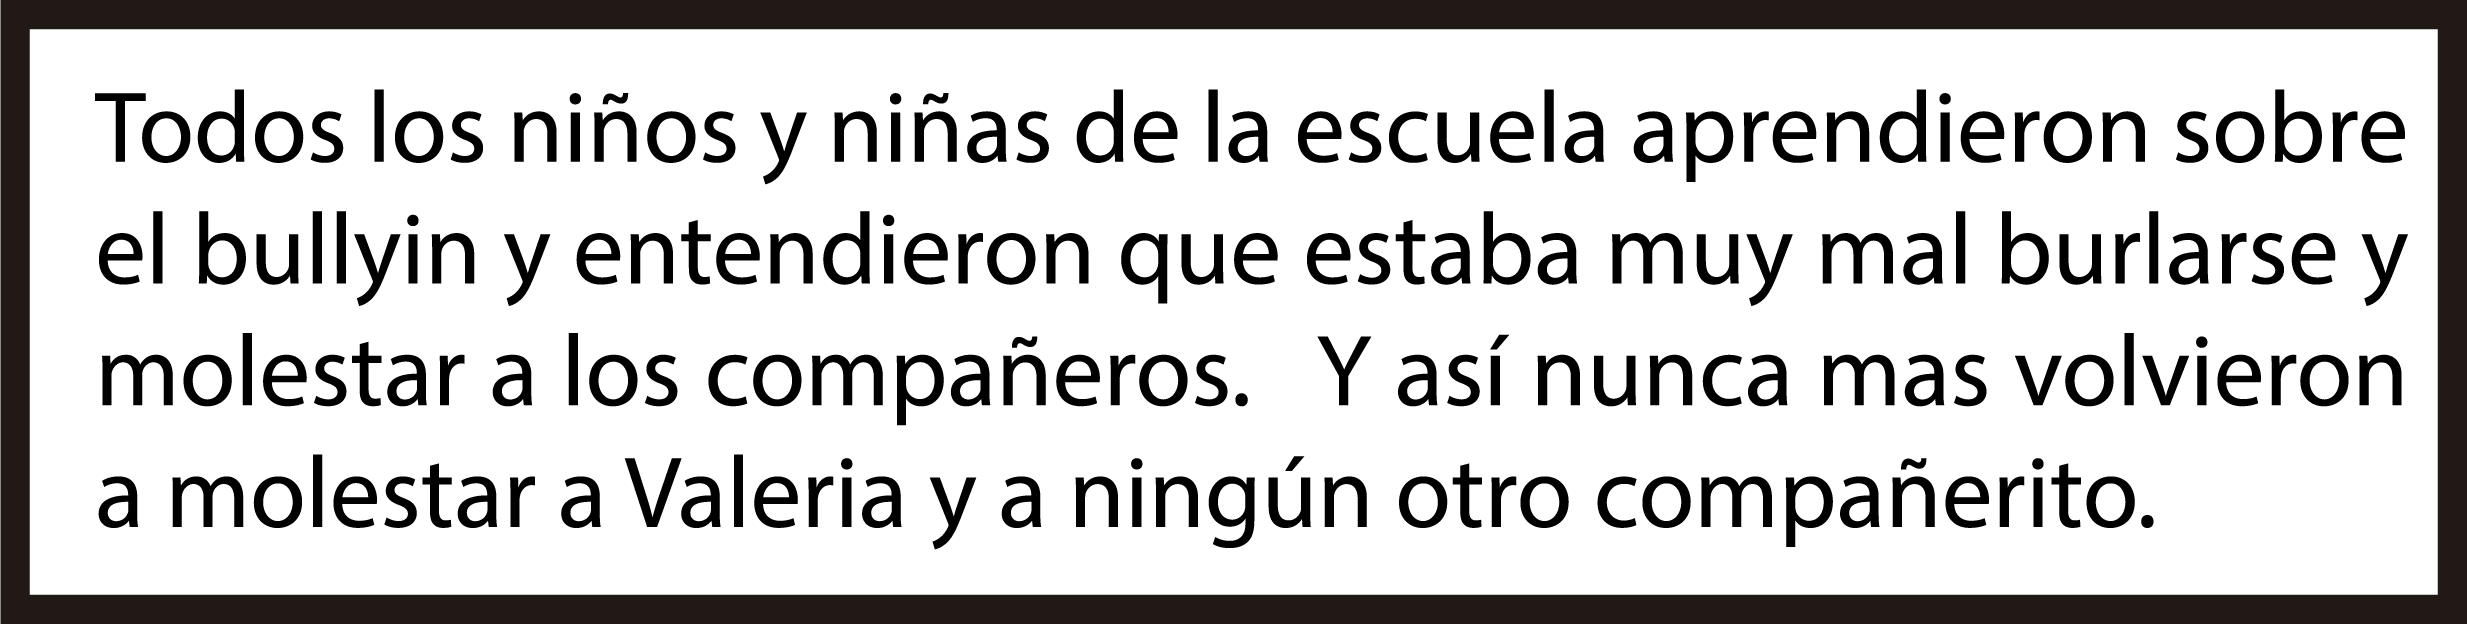 Todos los niños y niñas de la escuela aprendieron sobre
el bullyin y entendieron que estaba muy mal burlarse y
molestar a los compañeros.   Y así nunca mas volvieron
a molestar a Valeria y a ningún otro compañerito.